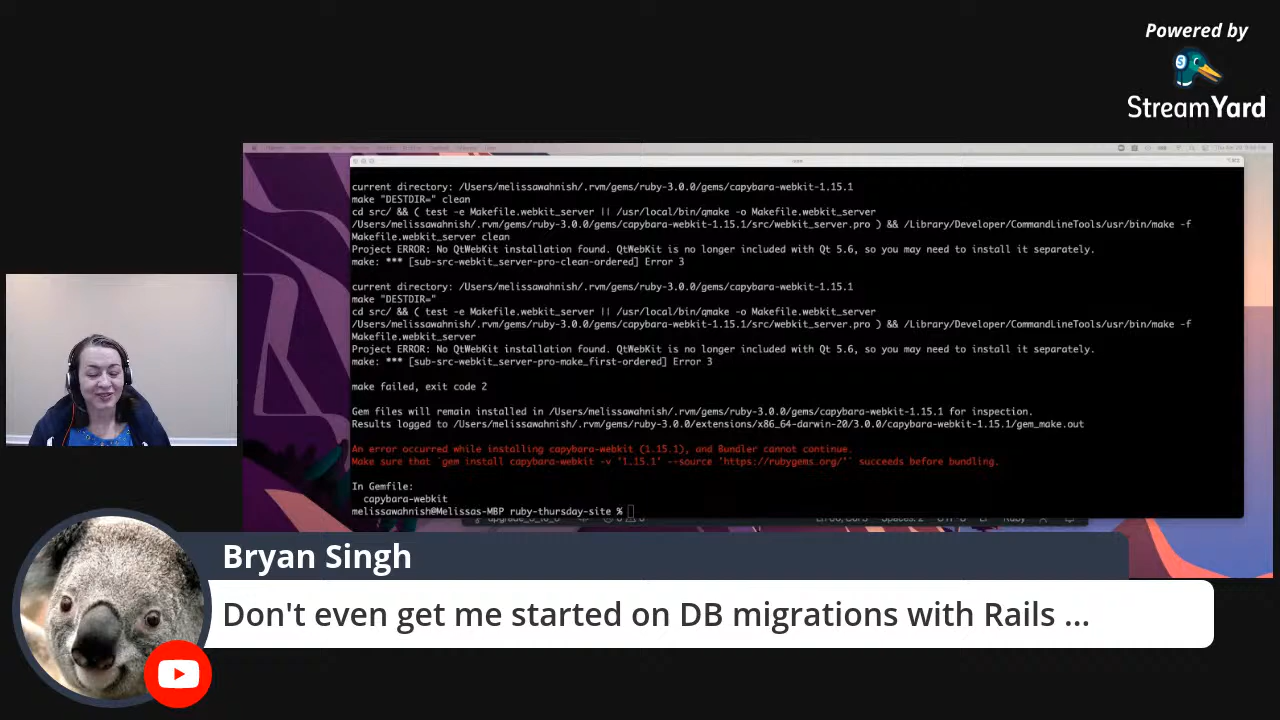 Powered by
StreamYard
current directory: /Users/melissawahnish/.rvm/gems/ruby-3.0.0/gems/capybara-webkit-1.15.1
make "DESTDIR=" clean
cd src/ && ( test -e Makefile.webkit_server || /usr/local/bin/qmake -o Makefile.webkit_server
/Users/melissawahnish/.rvm/gems/ruby-3.0.0/gems/capybara-webkit-1.15.1/src/webkit_server.pro ) && /Library/Developer/CommandLineTools/usr/bin/make -f
Makefile.webkit_server clean
Project ERROR: No QtWebKit installation found. QtWebKit is no longer included with Qt 5.6, so you may need to install it separately.
make: *** [sub-src-webkit_server-pro-clean-ordered] Error 3
current directory: /Users/melissawahnish/.rvm/gems/ruby-3.0.0/gems/capybara-webkit-1.15.1
make "DESTDIR="
cd src/ && ( test -e Makefile.webkit_server || /usr/local/bin/qmake -o Makefile.webkit_server
/Users/melissawahnish/.rvm/gems/ruby-3.0.0/gems/capybara-webkit-1.15.1/src/webkit_server.pro ) && /Library/Developer/CommandLineTools/usr/bin/make -f
Makefile.webkit_server
Project ERROR: No QtWebKit installation found. QtWebKit is no longer included with Qt 5.6, so you may need to install it separately.
make: *** [sub-src-webkit_server-pro-make_first-ordered] Error 3
make failed, exit code 2
Gem files will remain installed in /Users/melissawahnish/.rvm/gems/ruby-3.0.0/gems/capybara-webkit-1.15.1 for inspection.
Results logged to /Users/melissawahnish/.rvm/gems/ruby-3.0.0/extensions/x86_64-darwin-20/3.0.0/capybara-webkit-1.15.1/gem_make.out
An error occurred while installing capybara-webkit (1.15.1), and Bundler cannot continue.
Make sure that `gem install capybara-webkit -v '1.15.1' --source 'https://rubygems.org/'` succeeds before bundling.
In Gemfile:
capybara-webkit
melissawahnish@Melissas-MBP ruby-thursday-site %
Bryan Singh
Don't even get me started on DB migrations with Rails ...